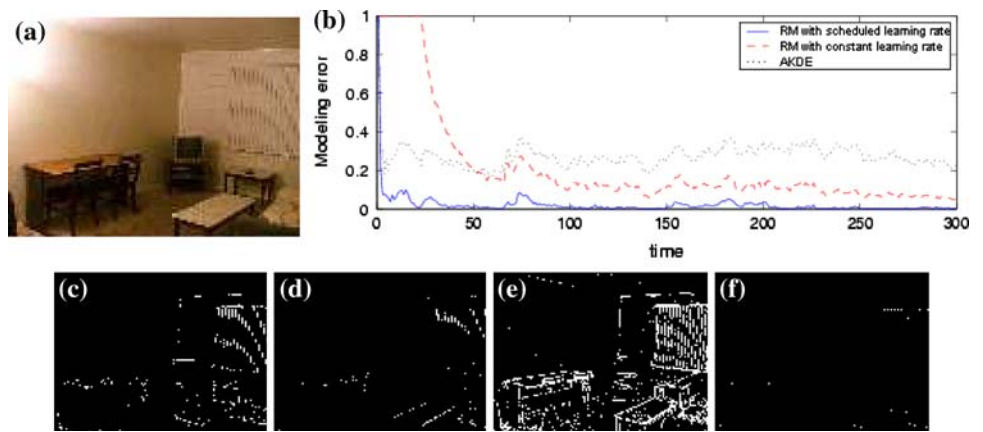 (a)
(b)
Modeling error
1
0.8
0.6
0.4
0.2
0
0 50 100 150 200 250 300
time
RM with scheduled learning rate
RM with constant learning rate
AKDE
(c) (d) (e) (f)